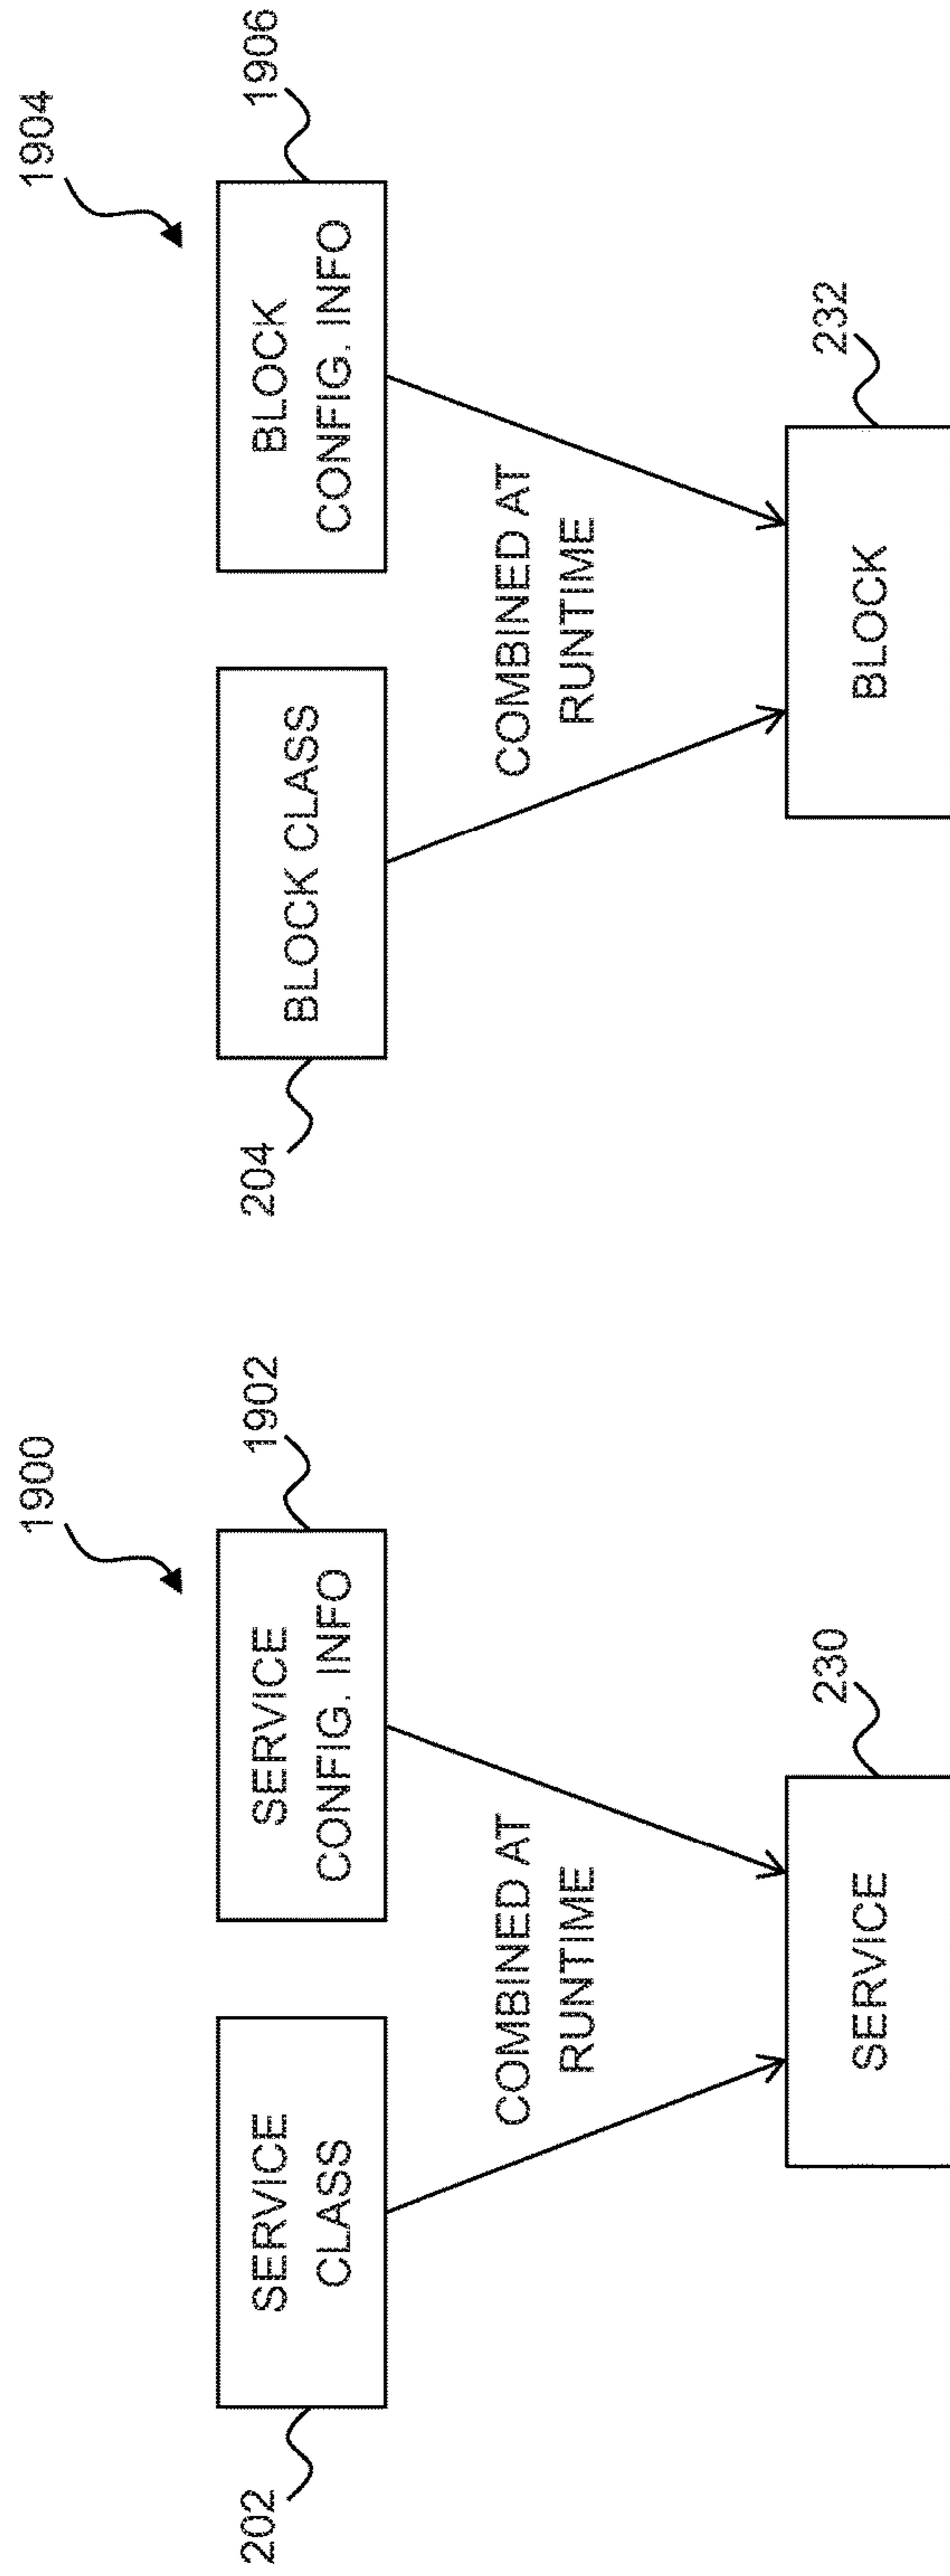 1900
202
SERVICE
CLASS
SERVICE
CONFIG. INFO
1902
COMBINED AT
RUNTIME
SERVICE
230
1904
204
BLOCK CLASS
BLOCK
CONFIG. INFO
1906
COMBINED AT
RUNTIME
BLOCK
232